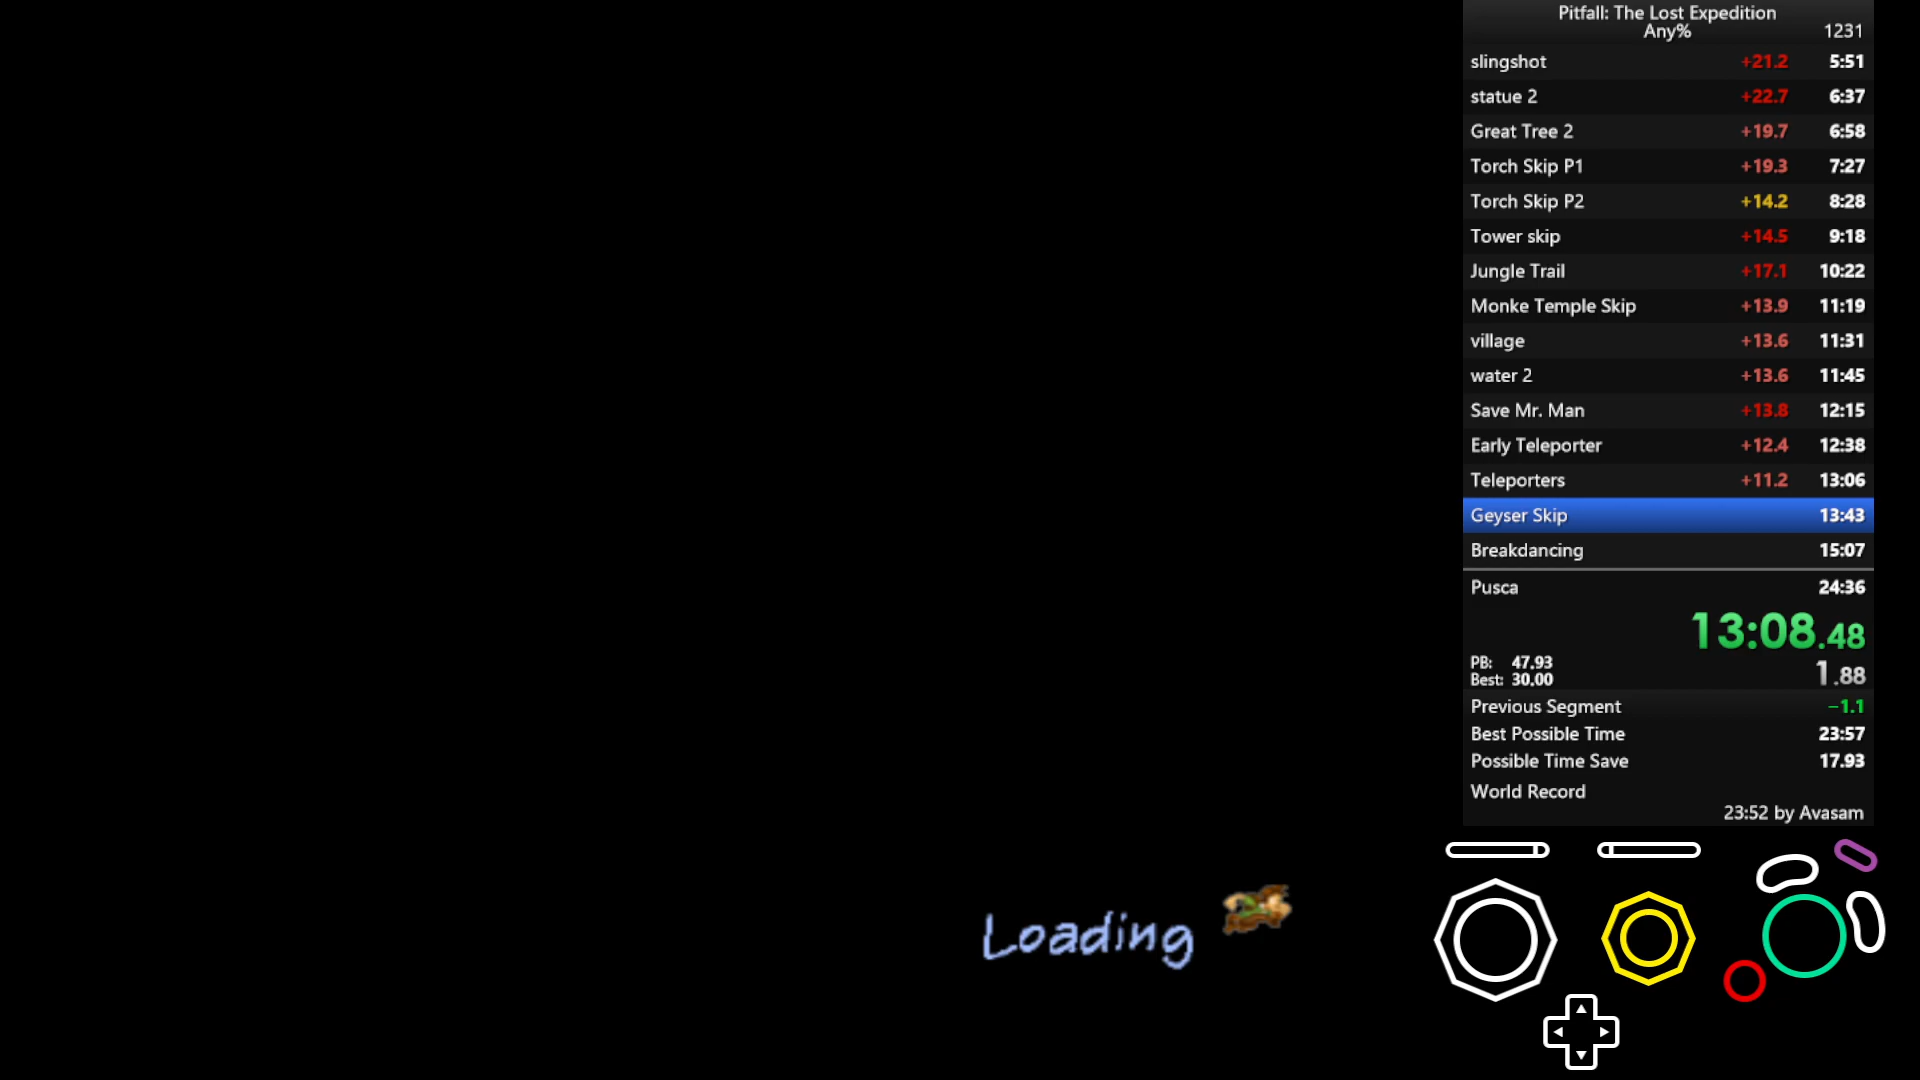 Pitfall: The Lost Expedition
Any% 1231
slingshot +21.2 5:51
statue 2 +22.7 6:37
Great Tree 2 +19.7 6:58
Torch Skip P1 +19.3 7:27
Torch Skip P2 +14.2 8:28
Tower skip +14.5 9:18
Jungle Trail +17.1 10:22
Monke Temple Skip +13.9 11:19
village +13.6 11:31
water 2 +13.6 11:45
Save Mr. Man +13.8 12:15
Early Teleporter +12.4 12:38
Teleporters +11.2 13:06
Geyser Skip 13:43
Breakdancing 15:07
Pusca 24:36
13:08.48
PB: 47.93
Best: 30.00
1.88
Previous Segment −1.1
Best Possible Time 23:57
Possible Time Save 17.93
World Record
23:52 by Avasam
Loading